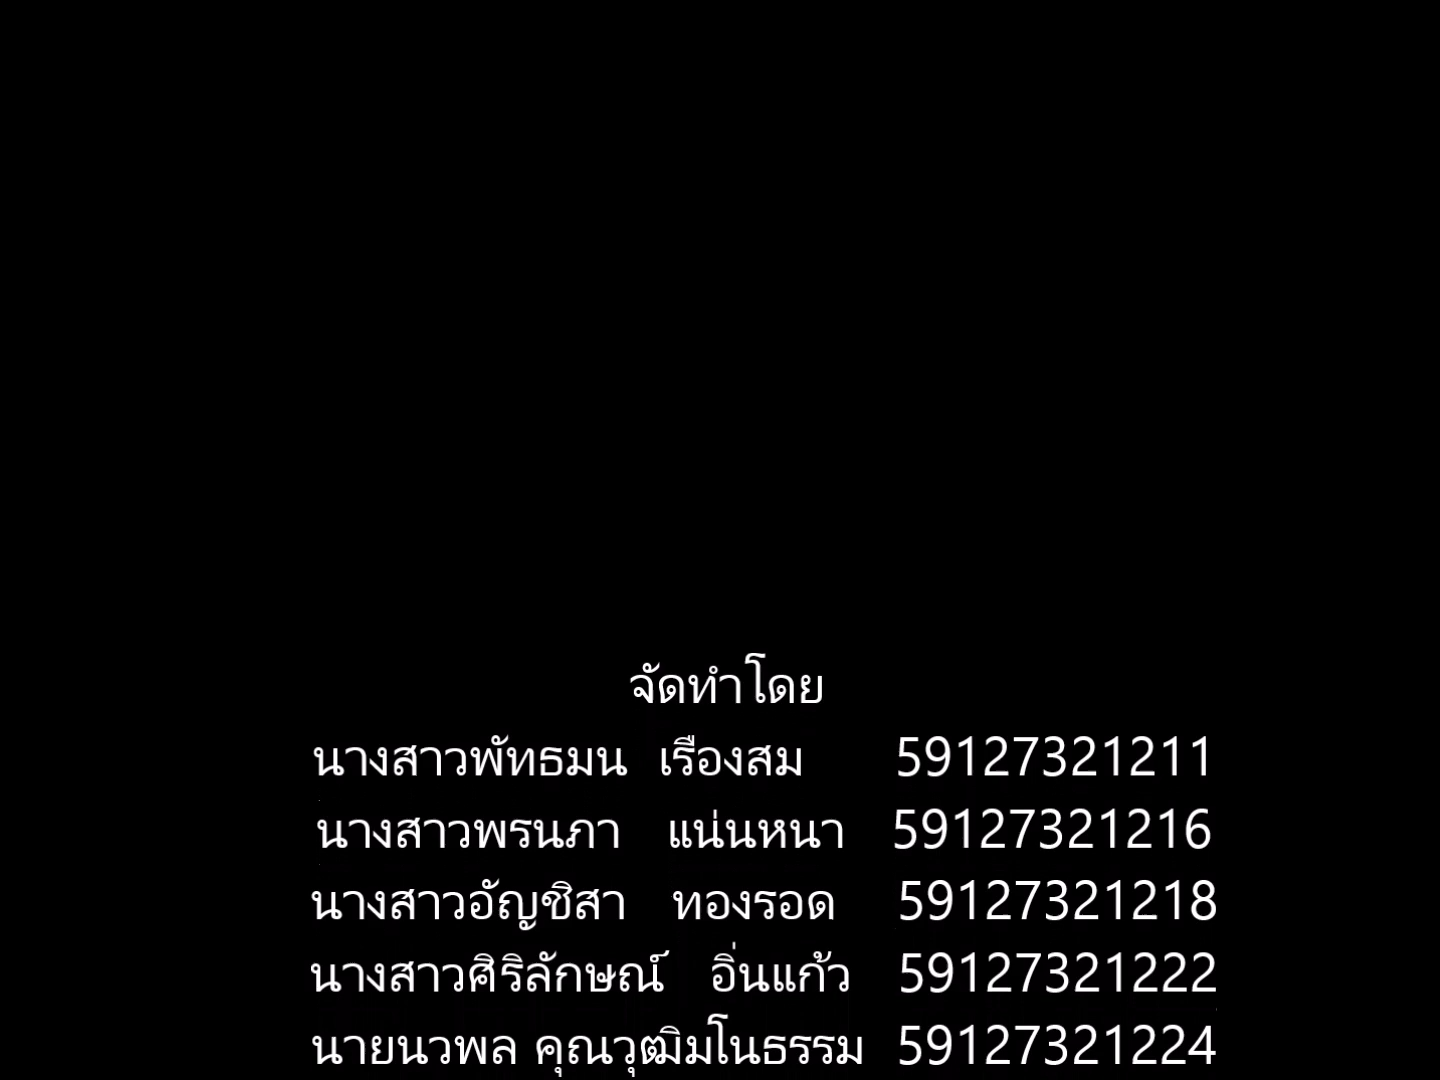 จัดทำโดย
นางสาวพัทธมน เรืองสม 59127321211
นางสาวพรนภา แน่นหนา 59127321216
นางสาวอัญชิสา ทองรอด 59127321218
นางสาวศิริลักษณ์ อิ่นแก้ว 59127321222
นายนวพล คุณวุฒิมโนธรรม 59127321224